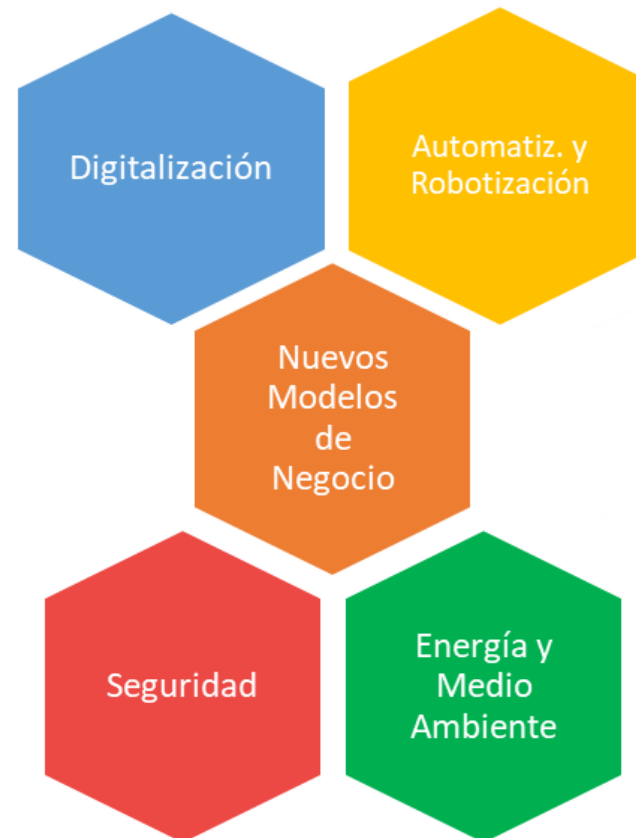 Digitalización
Automatiz. y
Robotización
Nuevos
Modelos
de
Negocio
Seguridad
Energía y
Medio
Ambiente